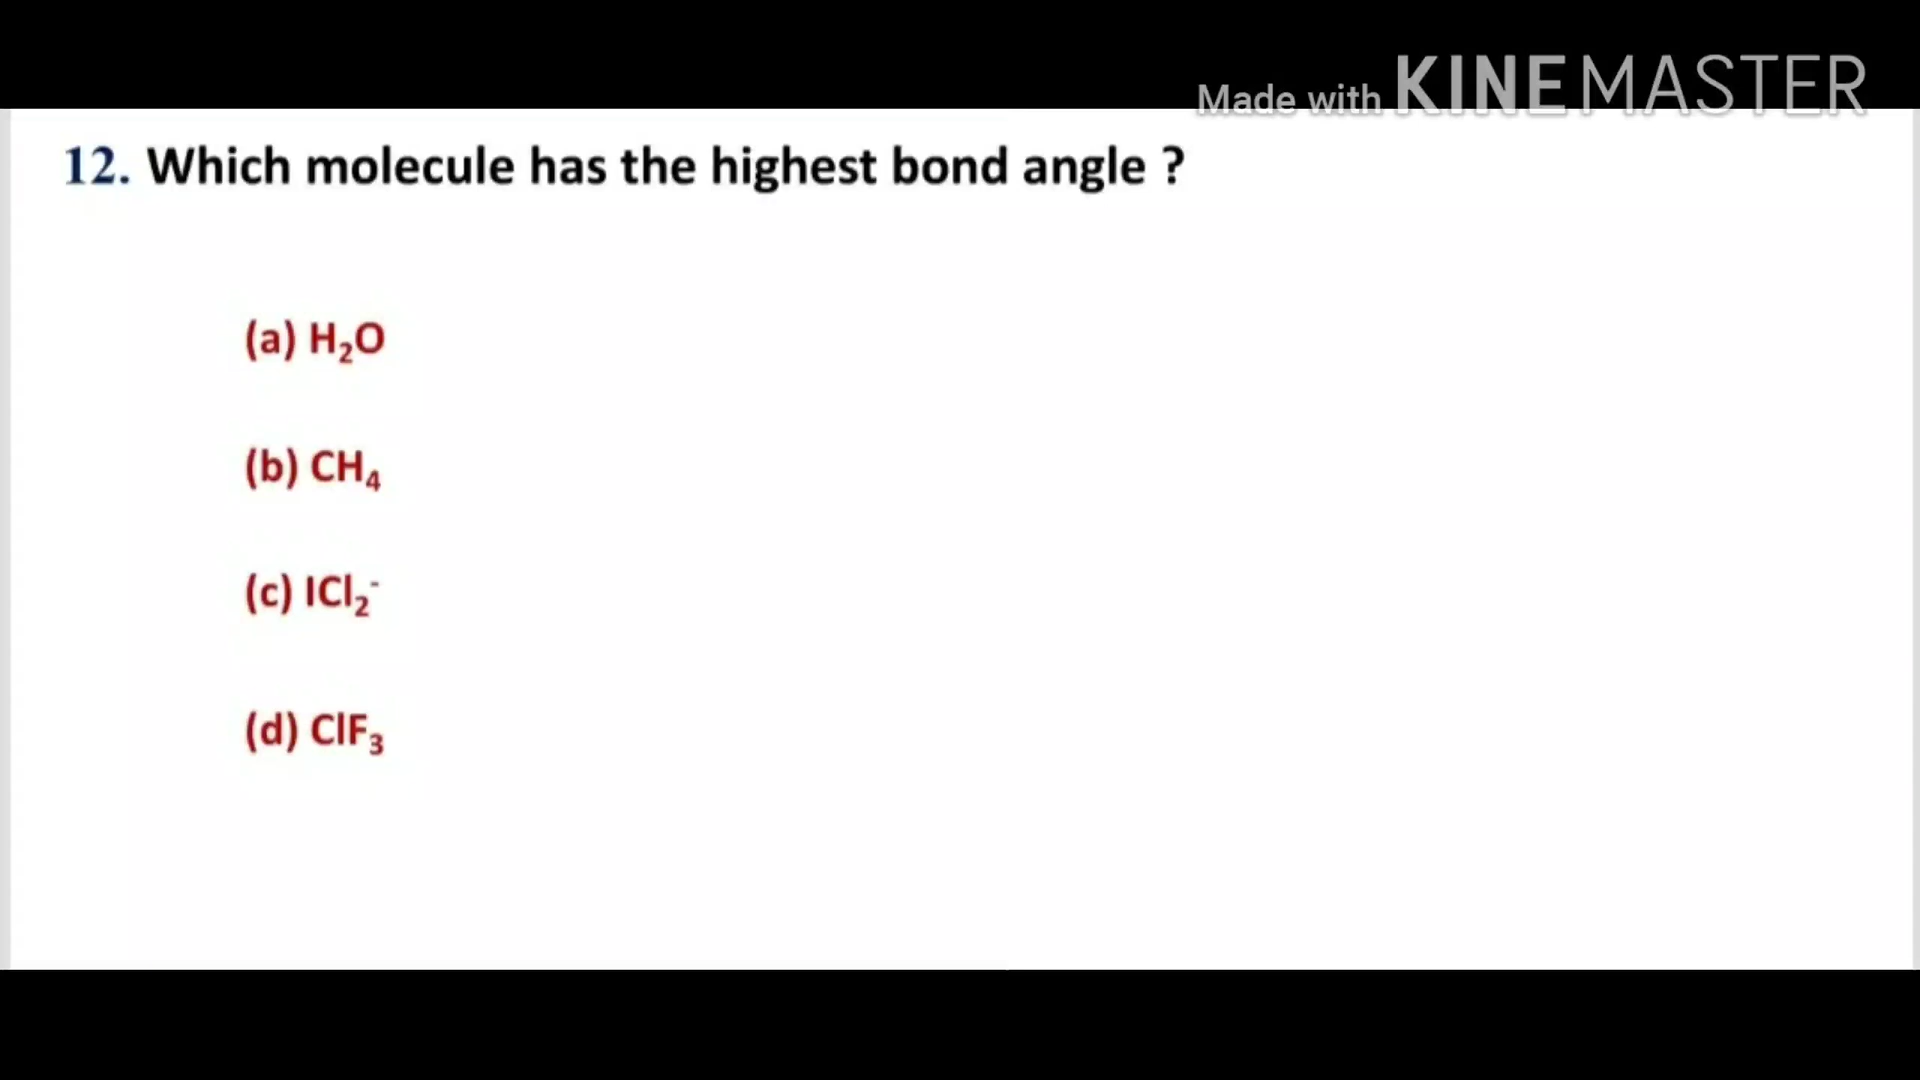 Made with KINEMASTER
12. Which molecule has the highest bond angle ?
(a) H₂O
(b) CH₄
(c) ICl₂⁻
(d) ClF₃